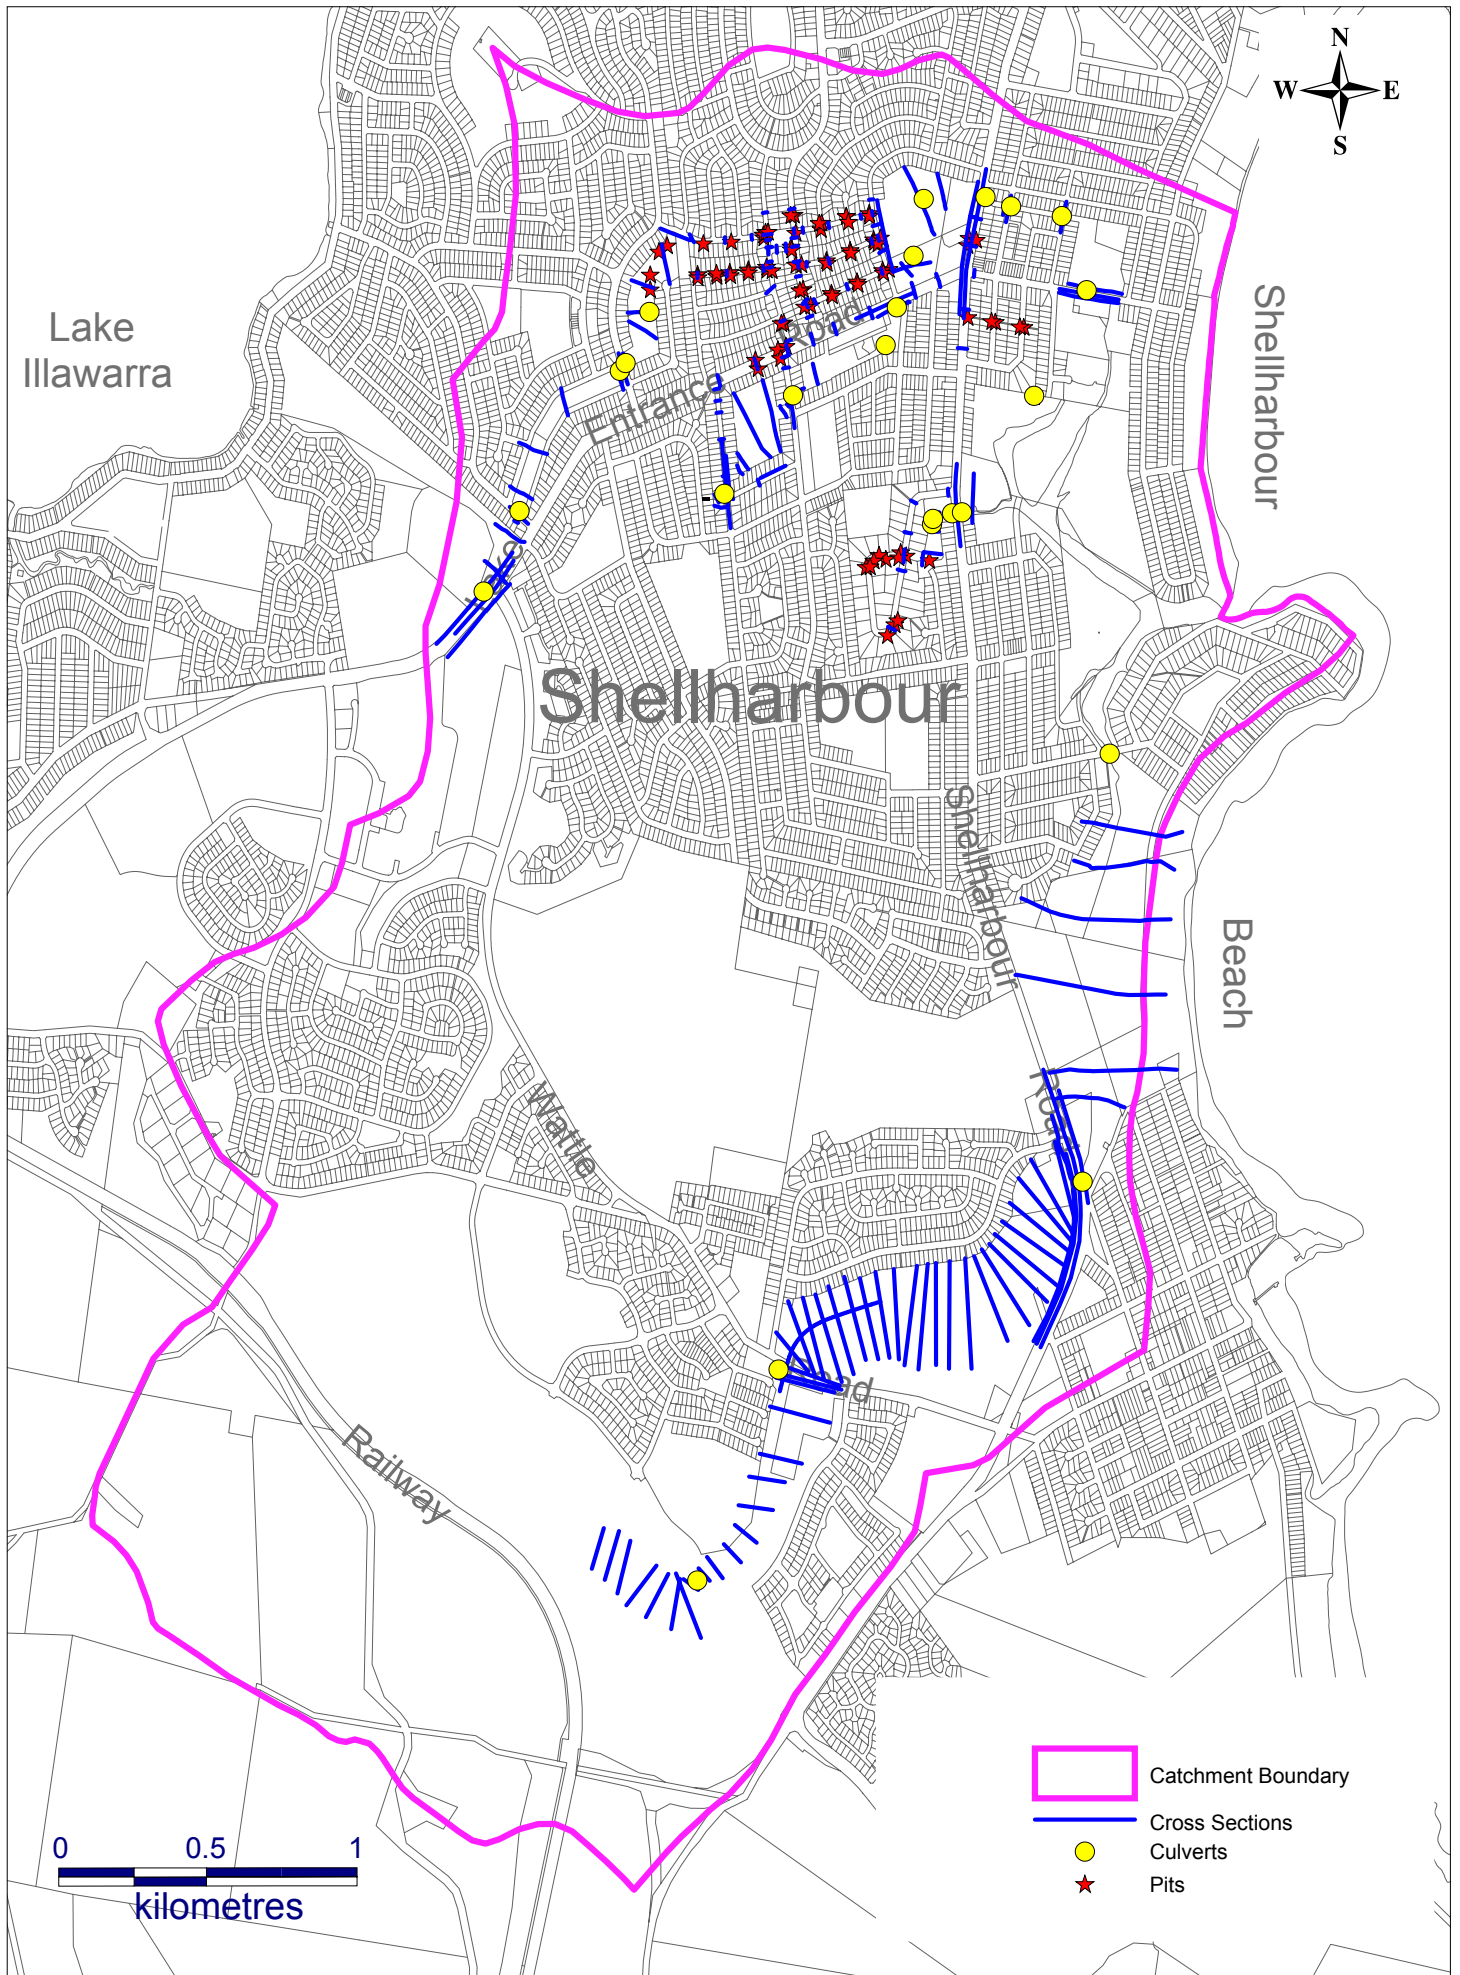 N
W E
S
Lake
Illawarra
Shellharbour
Road
Entrance
Lake
Shellharbour
Shellharbour
Beach
Road
Wattle
Road
Railway
Catchment Boundary
Cross Sections
Culverts
Pits
0 0.5 1
kilometres